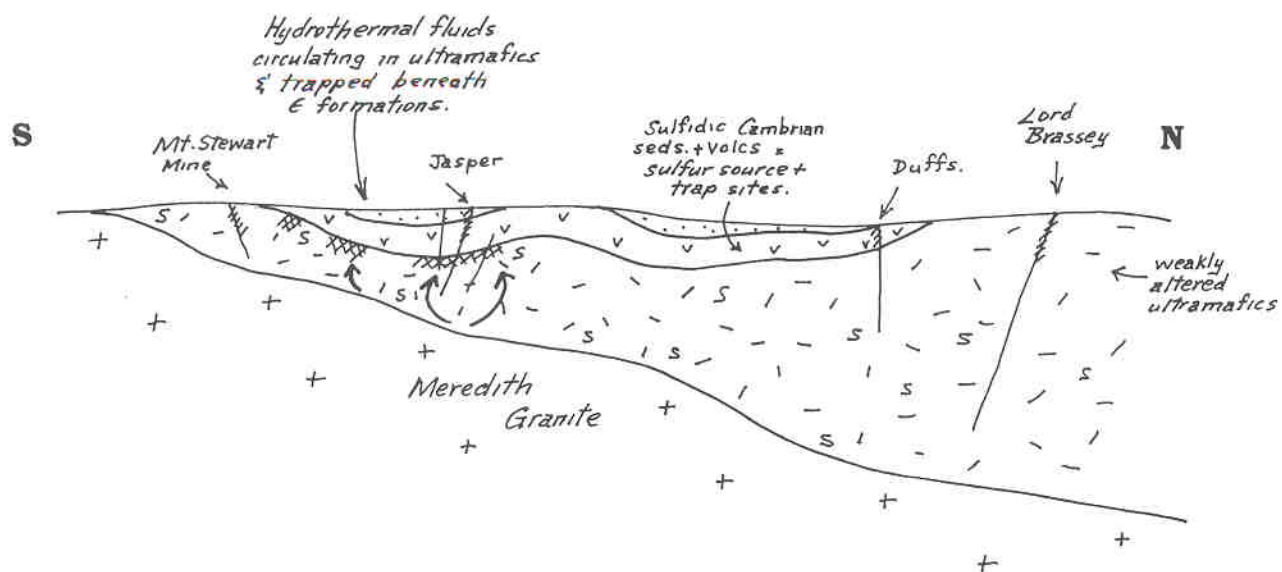 Hydrothermal fluids
circulating in ultramafics
& trapped beneath
Є formations.
S
Mt. Stewart
Mine
Jasper
Sulfidic Cambrian
seds. + volcs =
sulfur source +
trap sites.
Duffs.
Lord
Brassey
N
weakly
altered
ultramafics
Meredith
Granite